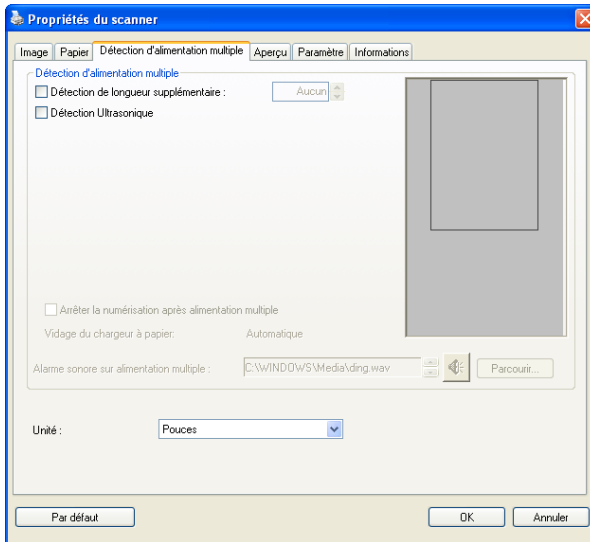 Propriétés du scanner
Image Papier Détection d'alimentation multiple Aperçu Paramètre Informations
Détection d'alimentation multiple
Détection de longueur supplémentaire : Aucun
Détection Ultrasonique
Arrêter la numérisation après alimentation multiple
Vidage du chargeur à papier: Automatique
Alarme sonore sur alimentation multiple : C:\WINDOWS\Media\ding.wav Parcourir...
Unité : Pouces
Par défaut OK Annuler